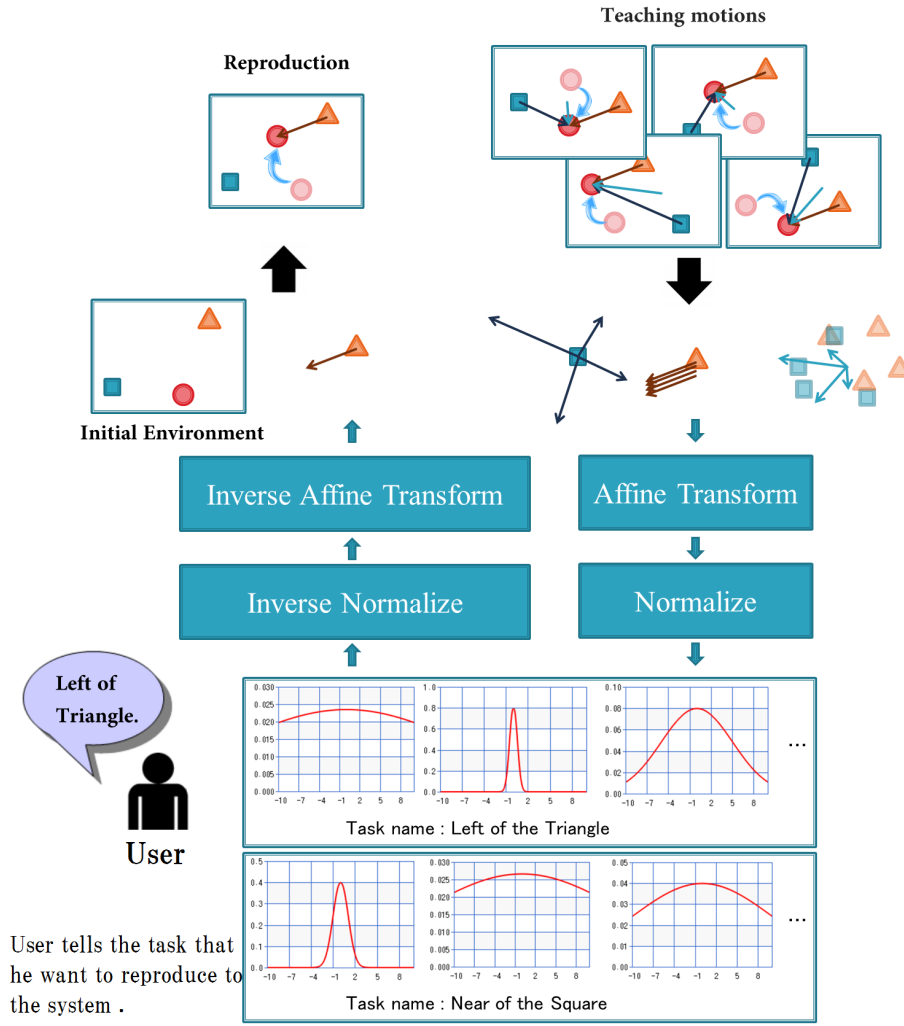 Teaching motions
Reproduction
Initial Environment
Inverse Affine Transform
Affine Transform
Inverse Normalize
Normalize
Left of
Triangle.
User
User tells the task that
he want to reproduce to
the system .
0.030
0.025
0.020
0.015
0.010
0.005
0.000
-10 -7 -4 -1 2 5 8
1.0
0.8
0.6
0.4
0.2
0.0
-10 -7 -4 -1 2 5 8
0.10
0.08
0.06
0.04
0.02
0.00
-10 -7 -4 -1 2 5 8
...
Task name : Left of the Triangle
0.5
0.4
0.3
0.2
0.1
0.0
-10 -7 -4 -1 2 5 8
0.030
0.025
0.020
0.015
0.010
0.005
0.000
-10 -7 -4 -1 2 5 8
0.05
0.04
0.03
0.02
0.01
0.00
-10 -7 -4 -1 2 5 8
...
Task name : Near of the Square